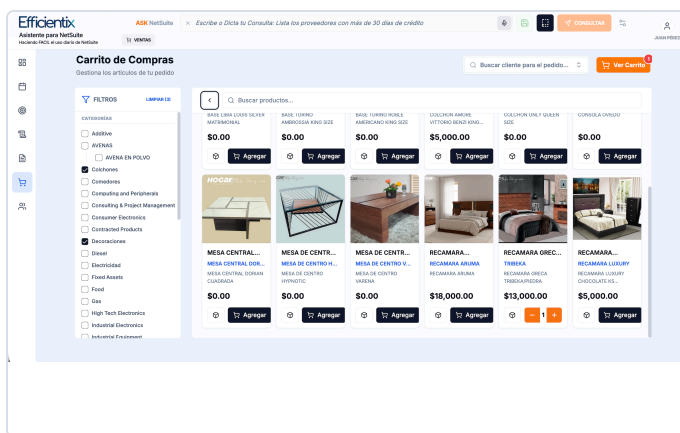 Efficientix
Asistente para NetSuite
Haciendo FACIL el uso diario de Netsuite
ASK NetSuite
VENTAS
Escribe o Dicta tu Consulta: Lista los proveedores con más de 30 días de crédito
CONSULTAR
JUAN PÉREZ
Carrito de Compras
Gestiona los artículos de tu pedido
Buscar cliente para el pedido...
Ver Carrito
1
FILTROS
LIMPIAR (2)
CATEGORÍAS
Additive
AVENAS
AVENA EN POLVO
Colchones
Comedores
Computing and Peripherals
Consulting & Project Management
Consumer Electronics
Contracted Products
Decoraciones
Diesel
Electricidad
Fixed Assets
Food
Gas
High Tech Electronics
Industrial Electronics
Industrial Equipment
Buscar productos...
BASE LIBIA LOUIS SILVER
MATRIMONIAL
$0.00
Agregar
BASE TORINO
AMBROSSIA KING SIZE
$0.00
Agregar
BASE TORINO ROBLE
AMERICANO KING SIZE
$0.00
Agregar
COLCHON AMORE
VITTORIO BENZI KING...
$5,000.00
Agregar
COLCHON ONLY QUEEN
SIZE
$0.00
Agregar
CONSOLA OVIEDO
$0.00
Agregar
HOGAR
MESA CENTRAL...
MESA CENTRAL DOR...
MESA CENTRAL DORIAN
CUADRADA
$0.00
Agregar
MESA DE CENTR...
MESA DE CENTRO H...
MESA DE CENTRO
HYPNOTIC
$0.00
Agregar
MESA DE CENTR...
MESA DE CENTRO V...
MESA DE CENTRO
VARENA
$0.00
Agregar
RECAMARA...
RECAMARA ARUMA
RECAMARA ARUMA
$18,000.00
Agregar
RECAMARA GREC...
TRIBEKA
RECAMARA GRECA
TRIBEKA/PIEDRA
$13,000.00
− 1 +
RECAMARA...
RECAMARA LUXURY
RECAMARA LUXURY
CHOCOLATE KS...
$5,000.00
Agregar